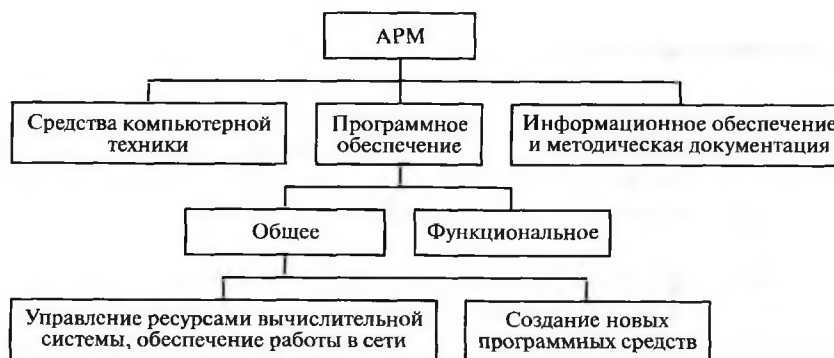 АРМ
Средства компьютерной
техники
Программное
обеспечение
Информационное обеспечение
и методическая документация
Общее
Функциональное
Управление ресурсами вычислительной
системы, обеспечение работы в сети
Создание новых
программных средств